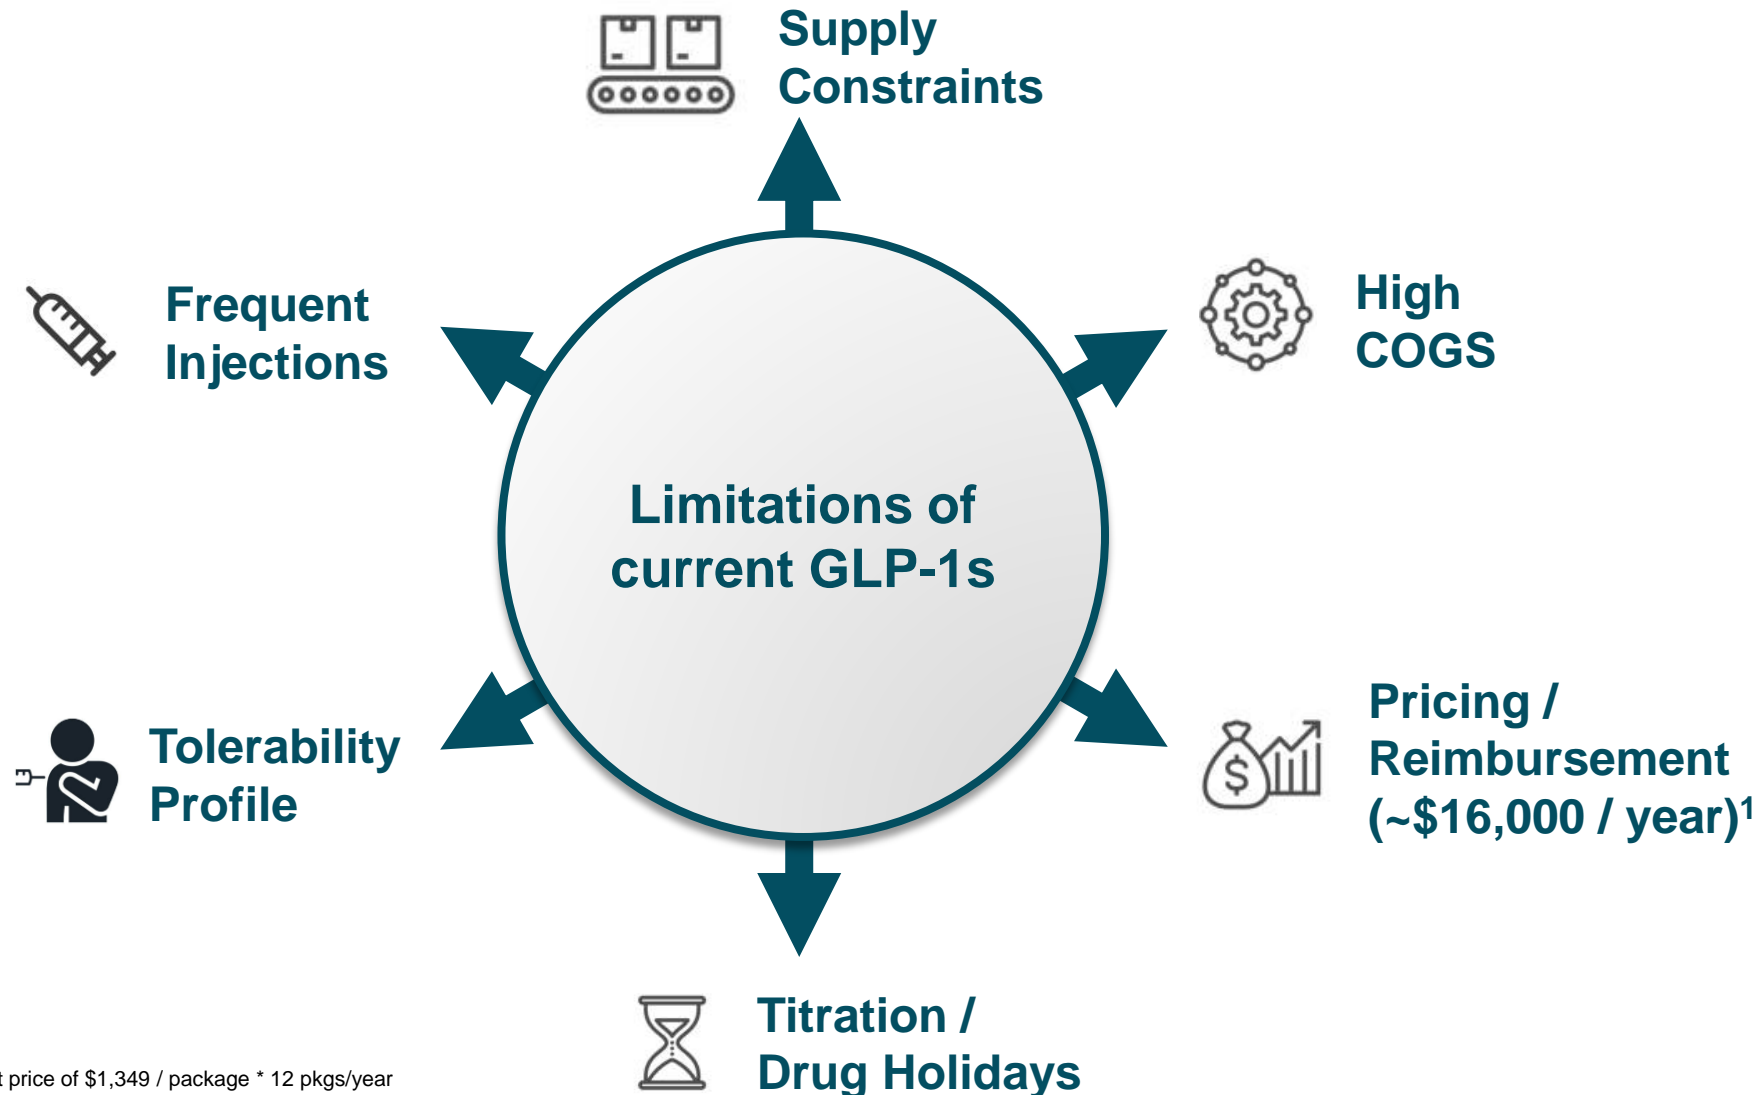 Supply
Constraints
Frequent
Injections
High
COGS
Limitations of
current GLP-1s
Tolerability
Profile
Pricing /
Reimbursement
(~$16,000 / year)1
Titration /
Drug Holidays
price of $1,349 / package * 12 pkgs/year